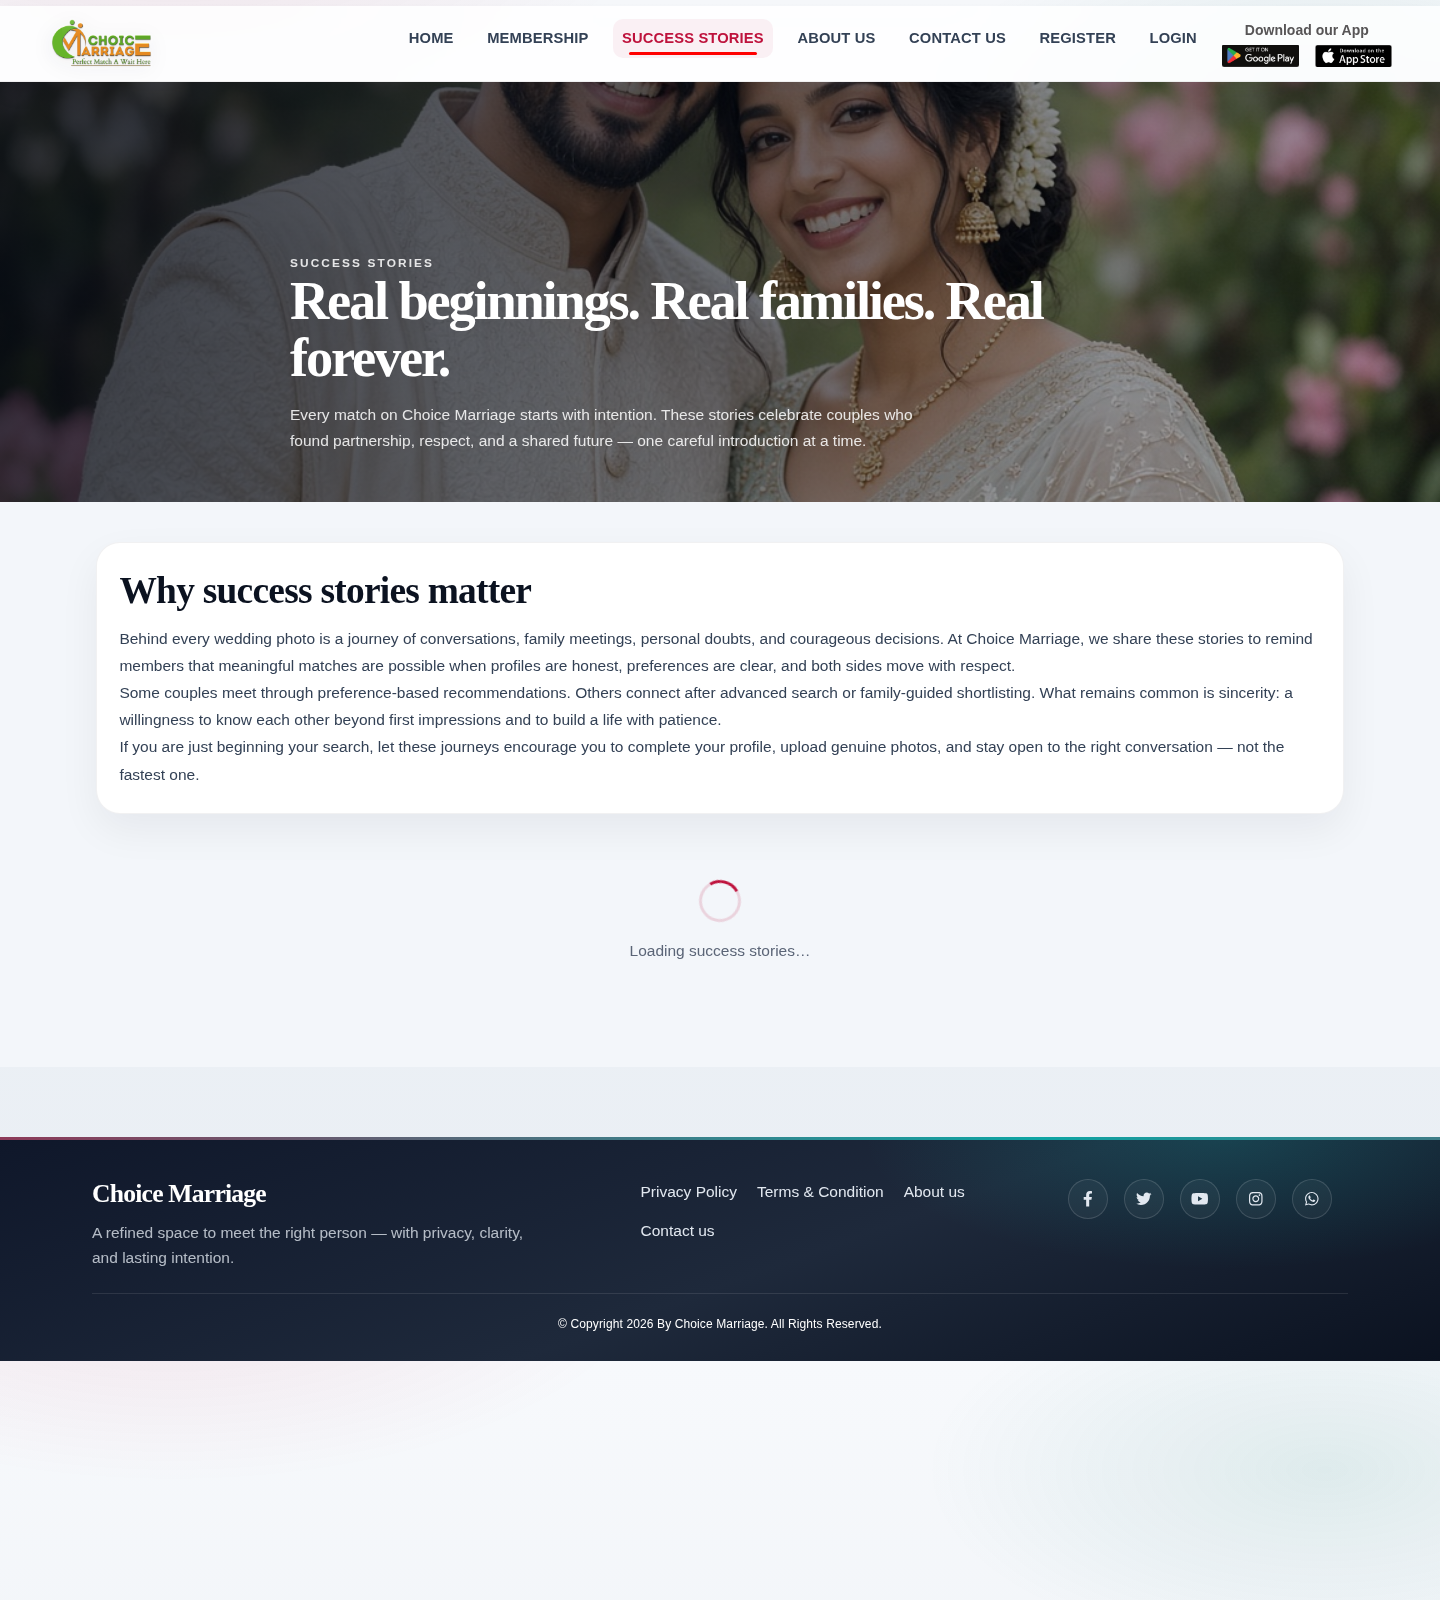 CHOICE
MARRIAGE
Perfect Match A Wait Here
HOME MEMBERSHIP SUCCESS STORIES ABOUT US CONTACT US REGISTER LOGIN
Download our App
GET IT ON
Google Play
Download on the
App Store
SUCCESS STORIES
Real beginnings. Real families. Real
forever.
Every match on Choice Marriage starts with intention. These stories celebrate couples who
found partnership, respect, and a shared future — one careful introduction at a time.
Why success stories matter
Behind every wedding photo is a journey of conversations, family meetings, personal doubts, and courageous decisions. At Choice Marriage, we share these stories to remind
members that meaningful matches are possible when profiles are honest, preferences are clear, and both sides move with respect.
Some couples meet through preference-based recommendations. Others connect after advanced search or family-guided shortlisting. What remains common is sincerity: a
willingness to know each other beyond first impressions and to build a life with patience.
If you are just beginning your search, let these journeys encourage you to complete your profile, upload genuine photos, and stay open to the right conversation — not the
fastest one.
Loading success stories…
Choice Marriage
A refined space to meet the right person — with privacy, clarity,
and lasting intention.
Privacy Policy Terms & Condition About us
Contact us
© Copyright 2026 By Choice Marriage. All Rights Reserved.